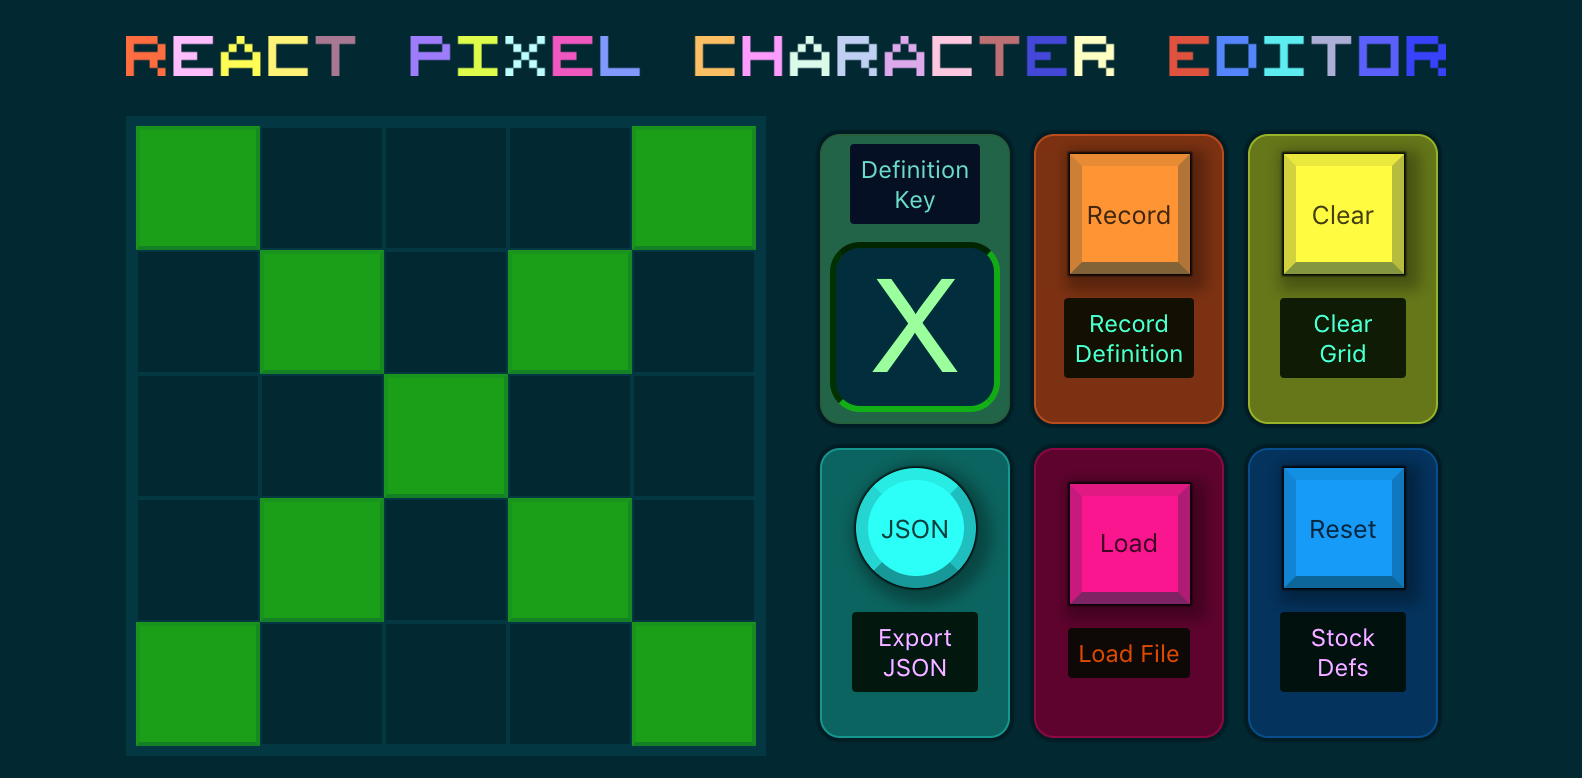 REACT PIXEL CHARACTER EDITOR
Definition
Key
X
Record
Record
Definition
Clear
Clear
Grid
JSON
Export
JSON
Load
Load File
Reset
Stock
Defs